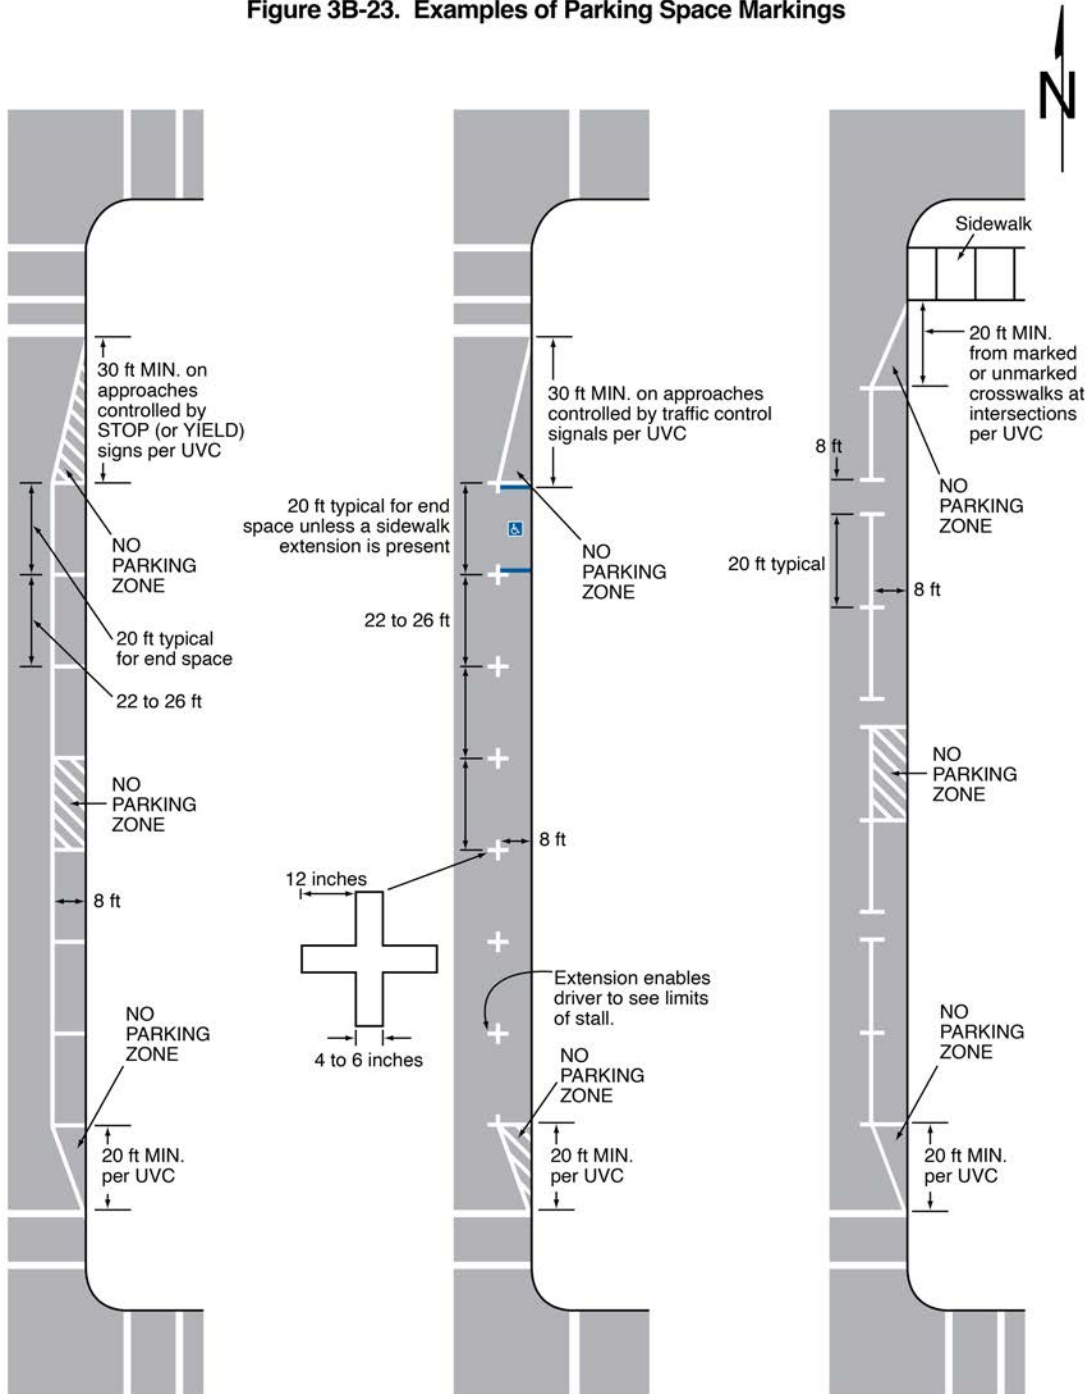 Figure 3B-23. Examples of Parking Space Markings
N
30 ft MIN. on
approaches
controlled by
STOP (or YIELD)
signs per UVC
NO
PARKING
ZONE
20 ft typical
for end space
22 to 26 ft
NO
PARKING
ZONE
8 ft
NO
PARKING
ZONE
20 ft MIN.
per UVC
30 ft MIN. on approaches
controlled by traffic control
signals per UVC
20 ft typical for end
space unless a sidewalk
extension is present
NO
PARKING
ZONE
22 to 26 ft
8 ft
12 inches
4 to 6 inches
Extension enables
driver to see limits
of stall.
NO
PARKING
ZONE
20 ft MIN.
per UVC
Sidewalk
20 ft MIN.
from marked
or unmarked
crosswalks at
intersections
per UVC
8 ft
NO
PARKING
ZONE
20 ft typical
8 ft
NO
PARKING
ZONE
NO
PARKING
ZONE
20 ft MIN.
per UVC